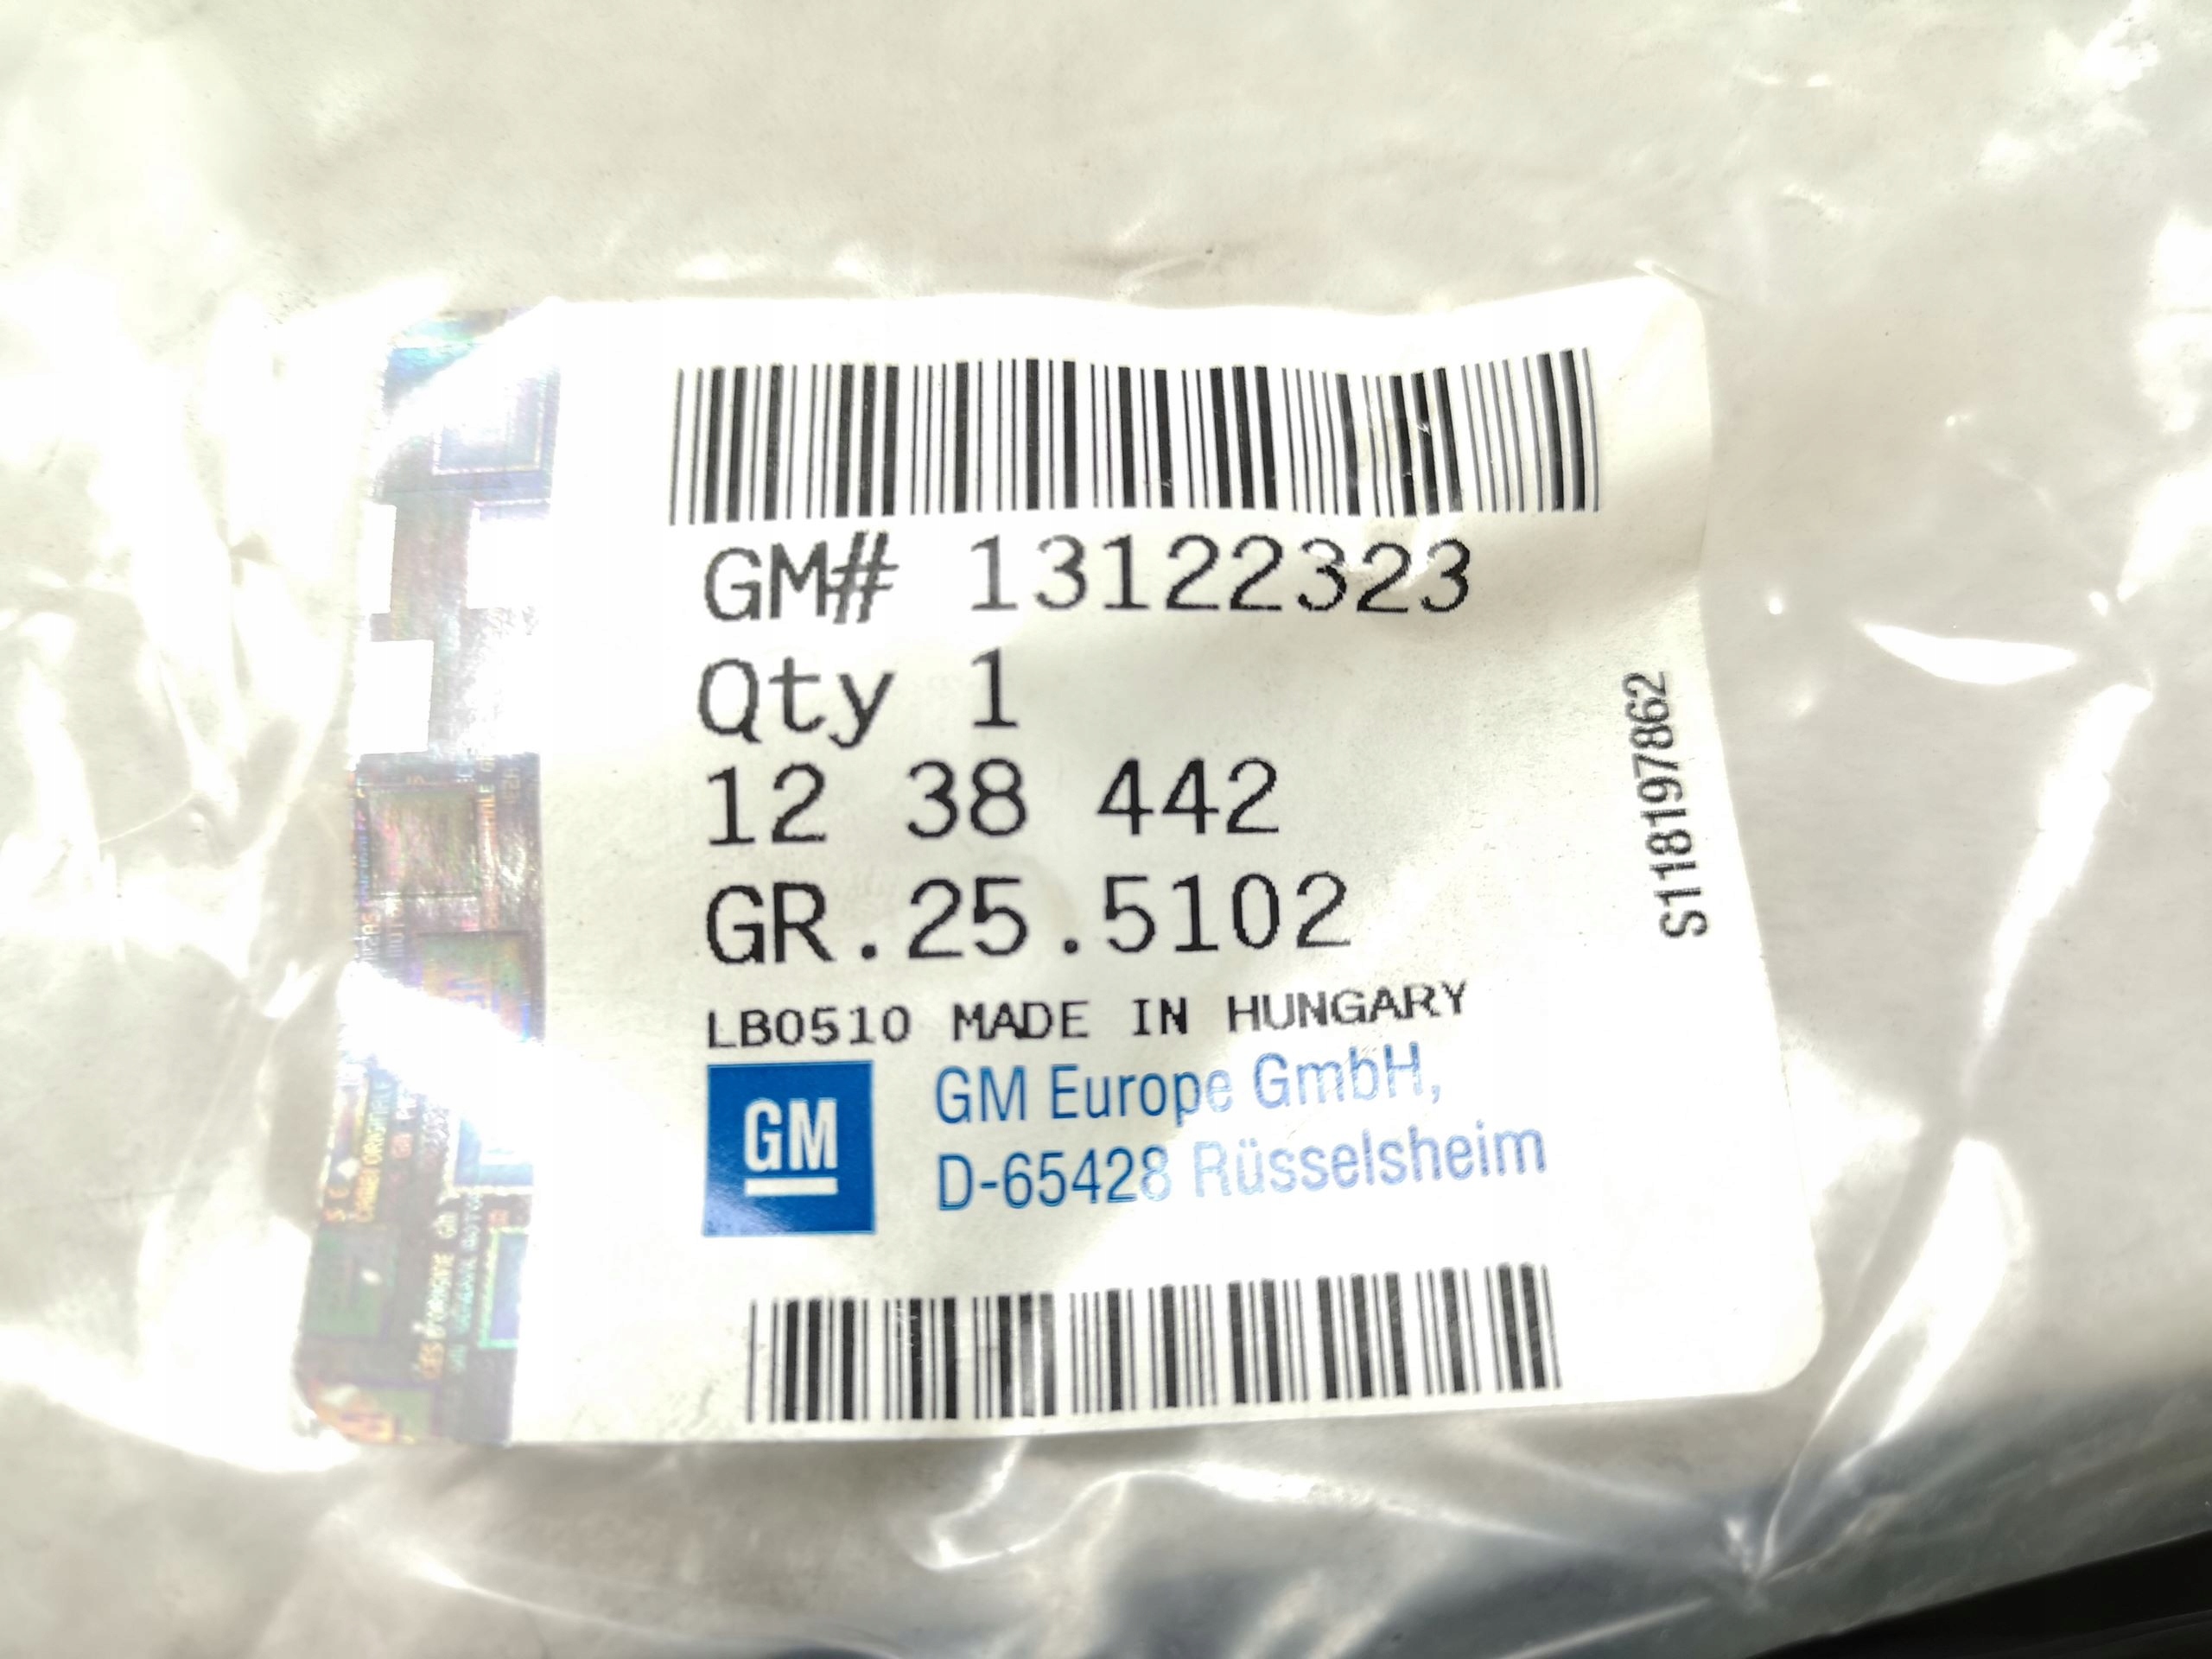 GM# 13122323
Qty 1
12 38 442
GR.25.5102
LB0510 MADE IN HUNGARY
GM
GM Europe GmbH,
D-65428 Rüsselsheim
S118197862